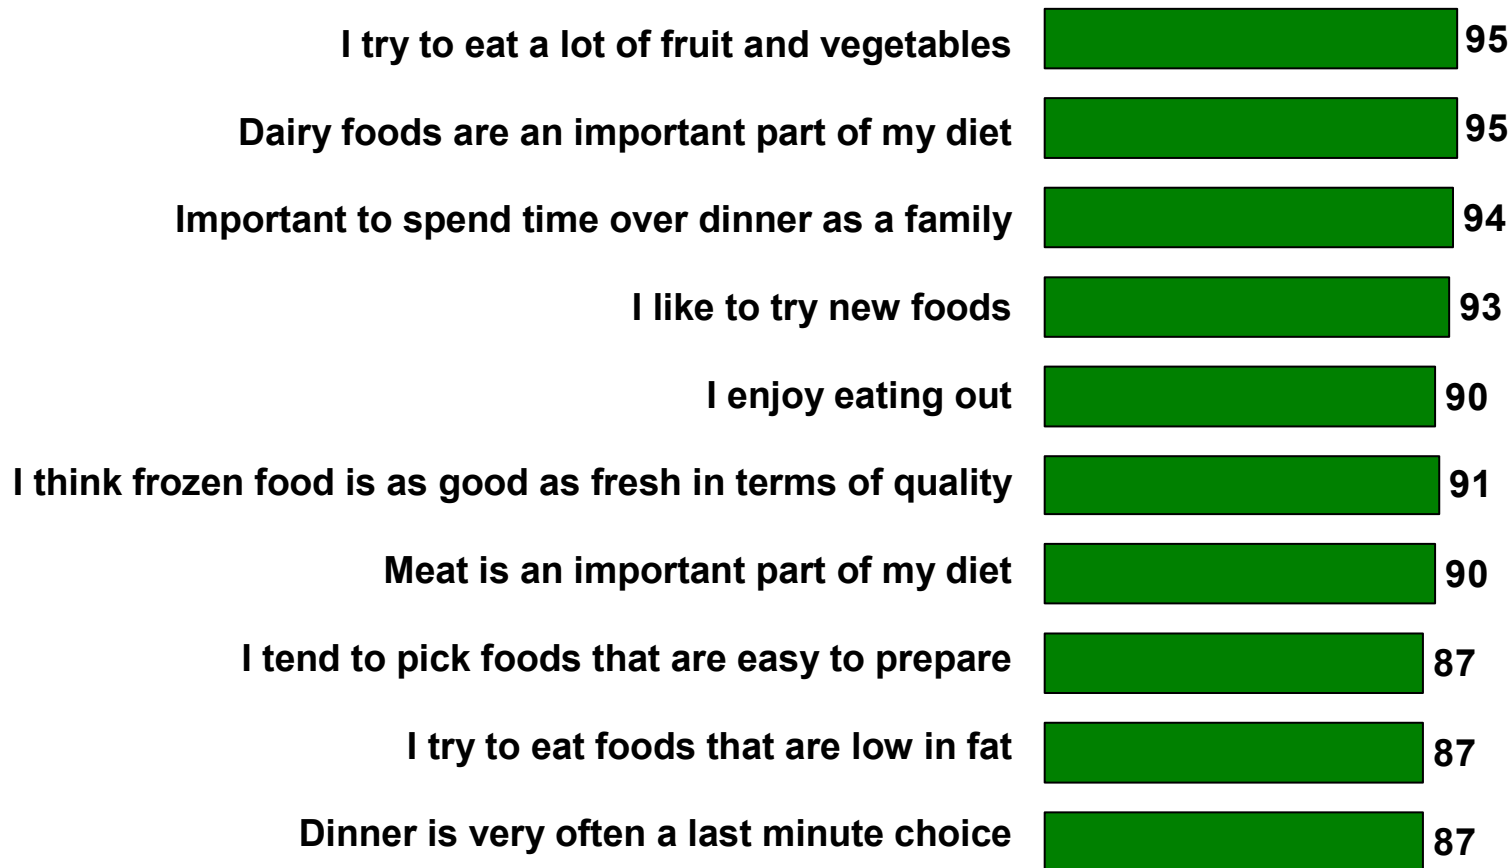 I try to eat a lot of fruit and vegetables 95
Dairy foods are an important part of my diet 95
Important to spend time over dinner as a family 94
I like to try new foods 93
I enjoy eating out 90
I think frozen food is as good as fresh in terms of quality 91
Meat is an important part of my diet 90
I tend to pick foods that are easy to prepare 87
I try to eat foods that are low in fat 87
Dinner is very often a last minute choice 87